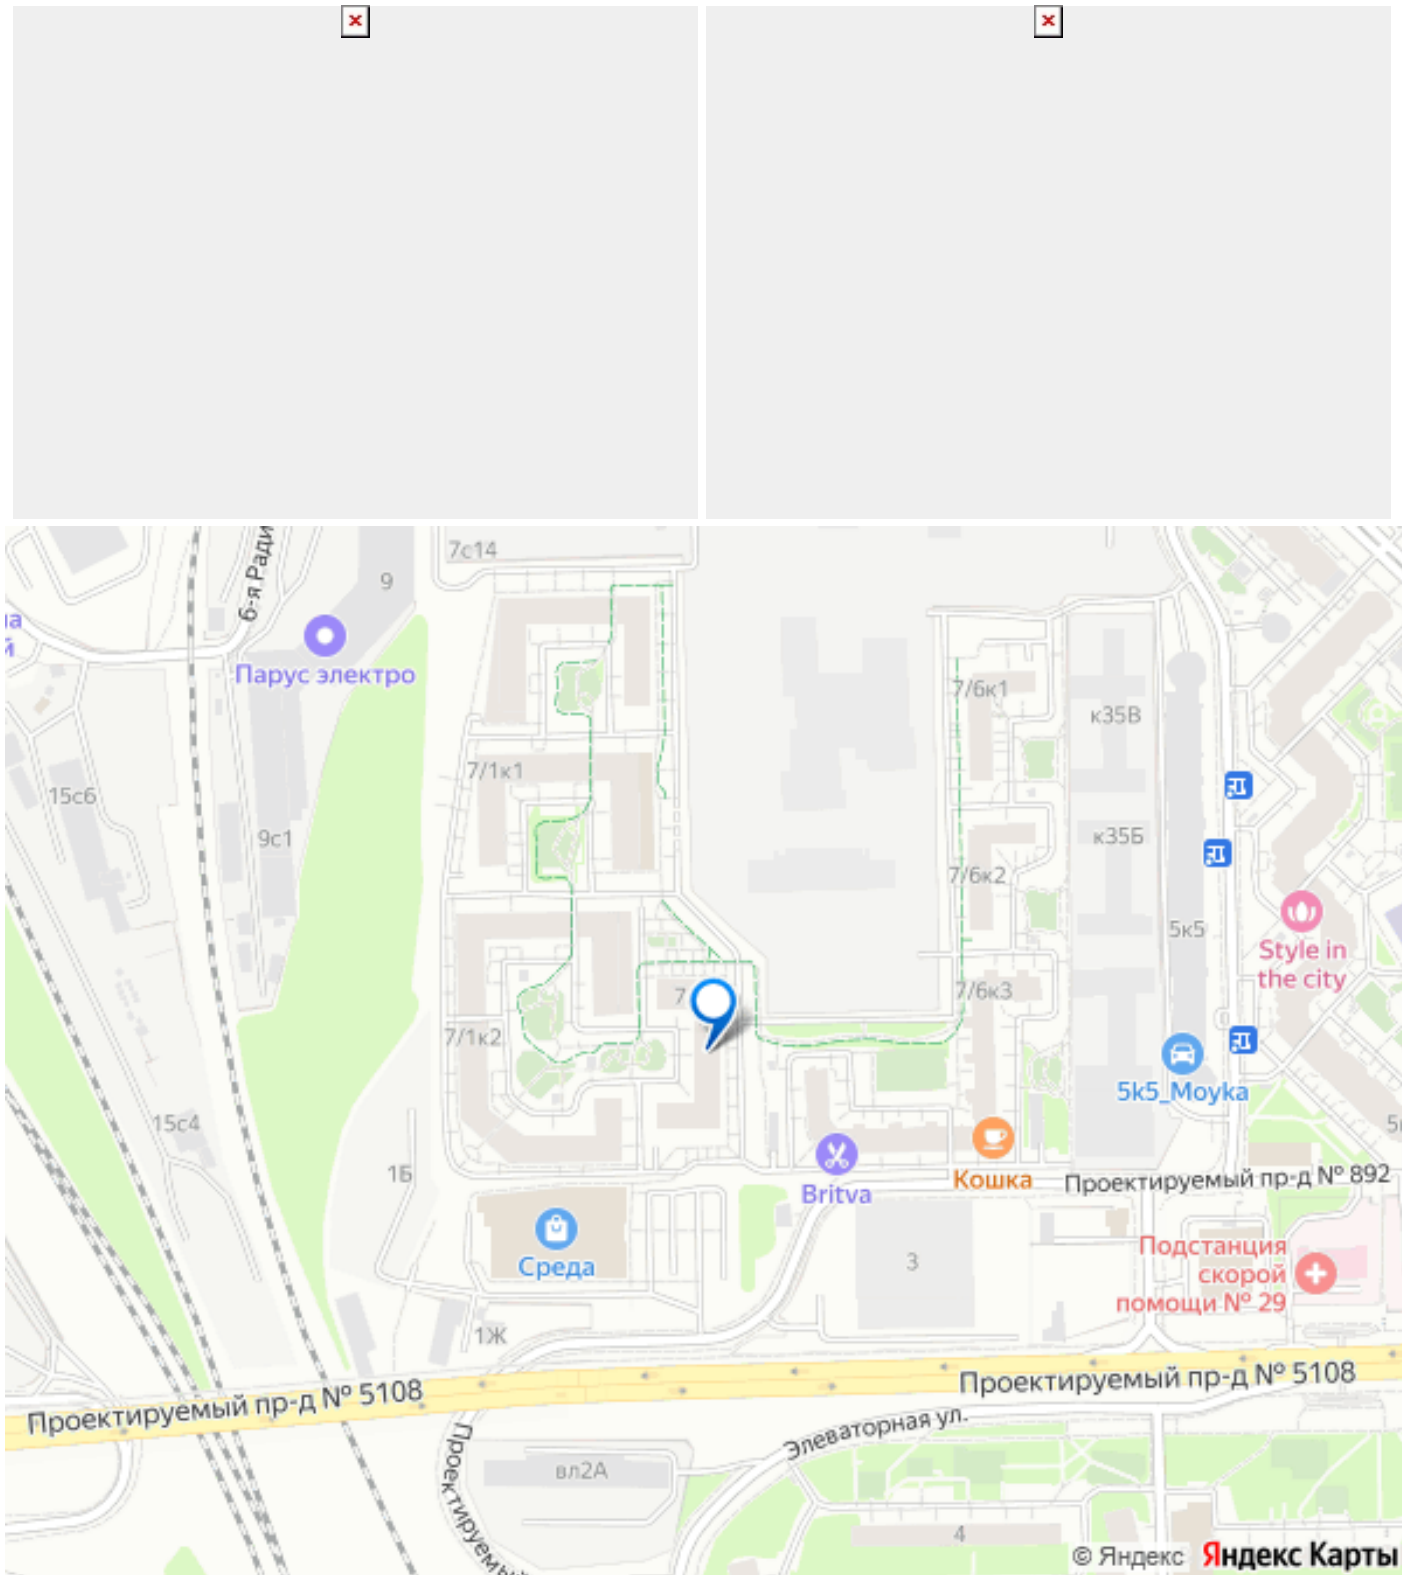 7с14
6-я Ради
9
Парус электро
7/6к1
к35В
7/1к1
15с6
9с1
к35Б
7/6к2
5к5
Style in
the city
7
7/6к3
7/1к2
5k5_Moyka
15с4
1Б
Britva
Кошка
Проектируемый пр-д № 892
Среда
3
Подстанция
скорой
помощи № 29
1Ж
Проектируемый пр-д № 5108
Проектируемый пр-д № 5108
Элеваторная ул.
Проектируемый
вл2А
4
© Яндекс Яндекс Карты